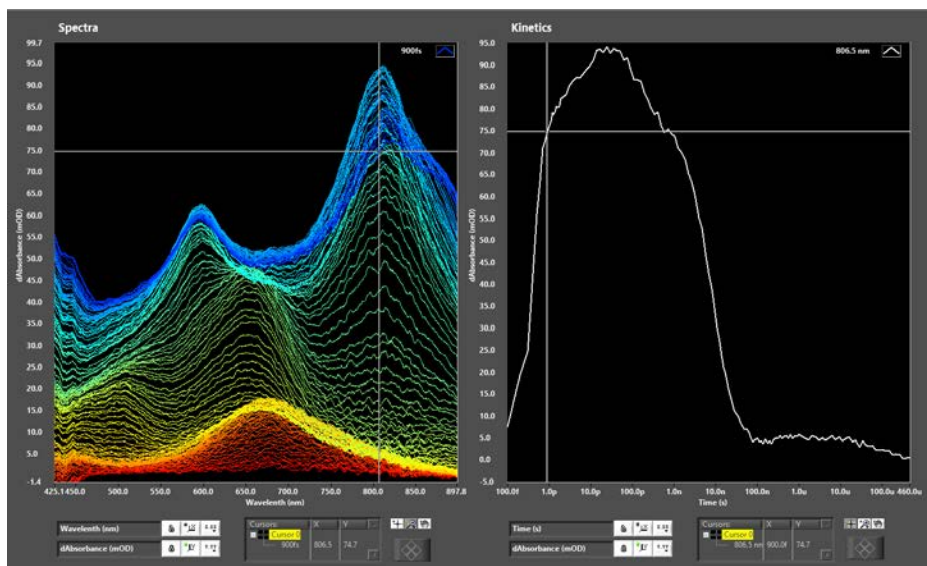 Spectra
99.7
95.0
90.0
85.0
80.0
75.0
70.0
65.0
60.0
55.0
50.0
45.0
40.0
35.0
30.0
25.0
20.0
15.0
10.0
5.0
-1.4
dAbsorbance (mOD)
900fs
425.1450.0 500.0 550.0 600.0 650.0 700.0 750.0 800.0 850.0 897.8
Wavelenth (nm)
Wavelenth (nm)
dAbsorbance (mOD)
Cursors: X Y
Cursor 0
900fs 806.5 74.7
Kinetics
95.0
90.0
85.0
80.0
75.0
70.0
65.0
60.0
55.0
50.0
45.0
40.0
35.0
30.0
25.0
20.0
15.0
10.0
5.0
0.0
-5.0
dAbsorbance (mOD)
806.5 nm
100.0f 1.0p 10.0p 100.0p 1.0n 10.0n 100.0n 1.0u 10.0u 100.0u 460.0u
Time (s)
Time (s)
dAbsorbance (mOD)
Cursors: X Y
Cursor 0
806.5 nm 900.0f 74.7